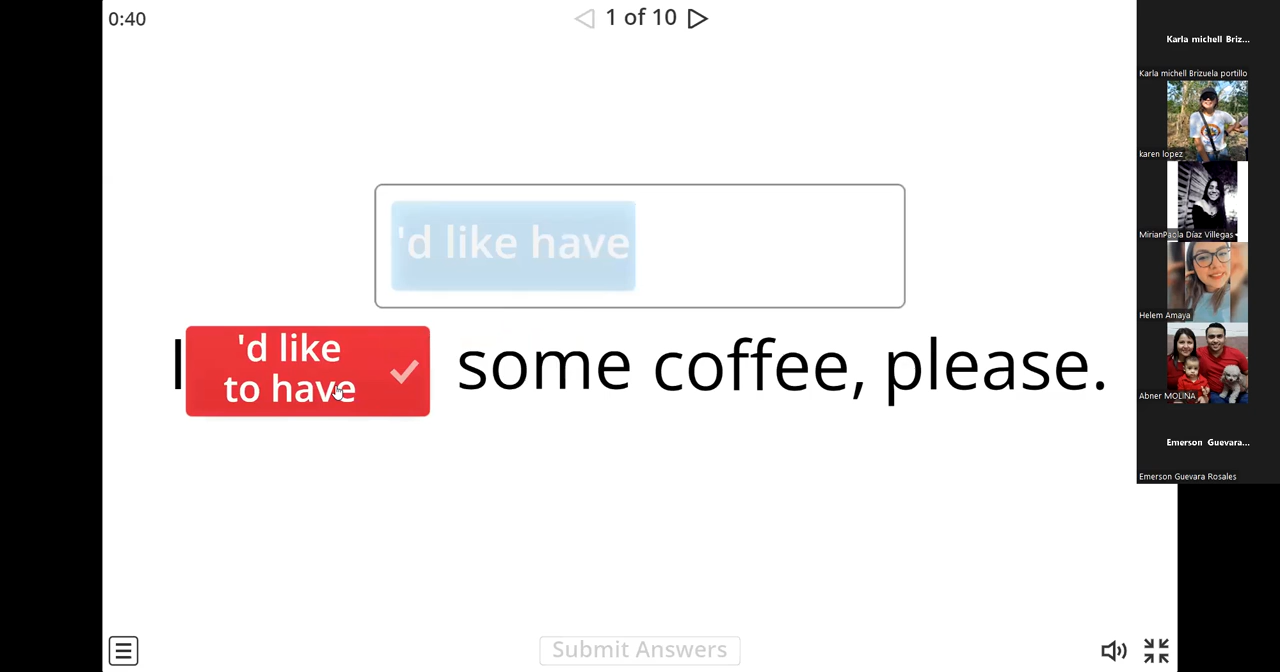 0:40
1 of 10
'd like have
I 'd like to have some coffee, please.
Submit Answers
Karla michell Briz...
Karla michell Brizuela portillo
karen lopez
MirianPaola Díaz Villegas
Helem Amaya
Abner MOLINA
Emerson Guevara...
Emerson Guevara Rosales